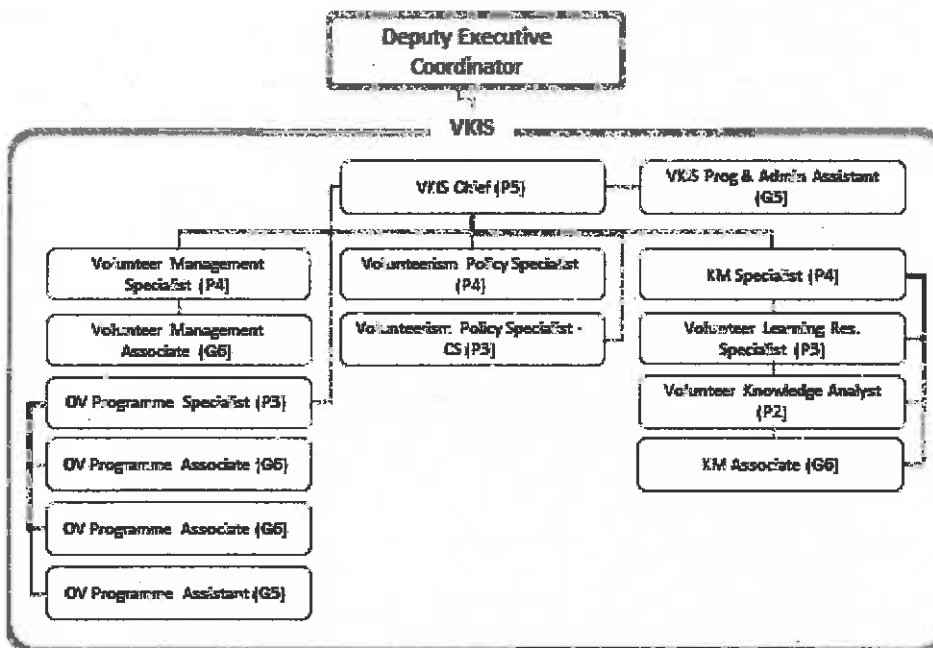 Deputy Executive
Coordinator
VKIS
VKIS Chief (P5)
VKIS Prog & Admin Assistant
(G5)
Volunteer Management
Specialist (P4)
Volunteerism Policy Specialist
(P4)
KM Specialist (P4)
Volunteer Management
Associate (G6)
Volunteerism Policy Specialist -
CS (P3)
Volunteer Learning Res.
Specialist (P3)
OV Programme Specialist (P3)
Volunteer Knowledge Analyst
(P2)
OV Programme Associate (G6)
KM Associate (G6)
OV Programme Associate (G6)
OV Programme Assistant (G5)